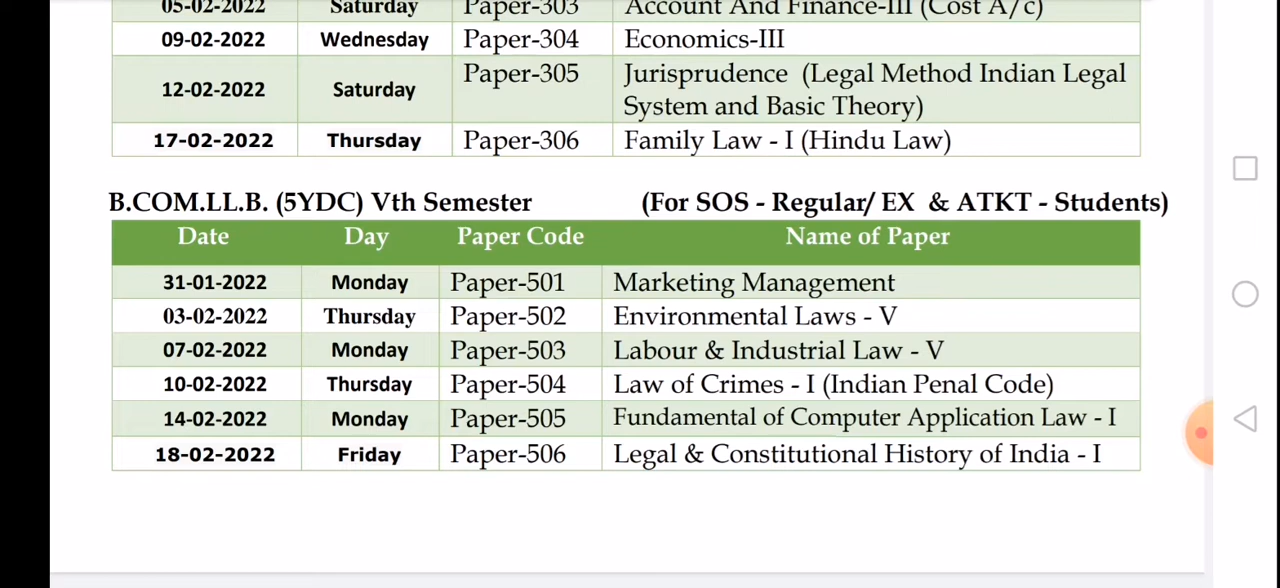 05-02-2022 Saturday Paper-303 Account And Finance-III (Cost A/c)
09-02-2022 Wednesday Paper-304 Economics-III
12-02-2022 Saturday Paper-305 Jurisprudence (Legal Method Indian Legal
System and Basic Theory)
17-02-2022 Thursday Paper-306 Family Law - I (Hindu Law)
B.COM.LL.B. (5YDC) Vth Semester (For SOS - Regular/ EX & ATKT - Students)
Date Day Paper Code Name of Paper
31-01-2022 Monday Paper-501 Marketing Management
03-02-2022 Thursday Paper-502 Environmental Laws - V
07-02-2022 Monday Paper-503 Labour & Industrial Law - V
10-02-2022 Thursday Paper-504 Law of Crimes - I (Indian Penal Code)
14-02-2022 Monday Paper-505 Fundamental of Computer Application Law - I
18-02-2022 Friday Paper-506 Legal & Constitutional History of India - I